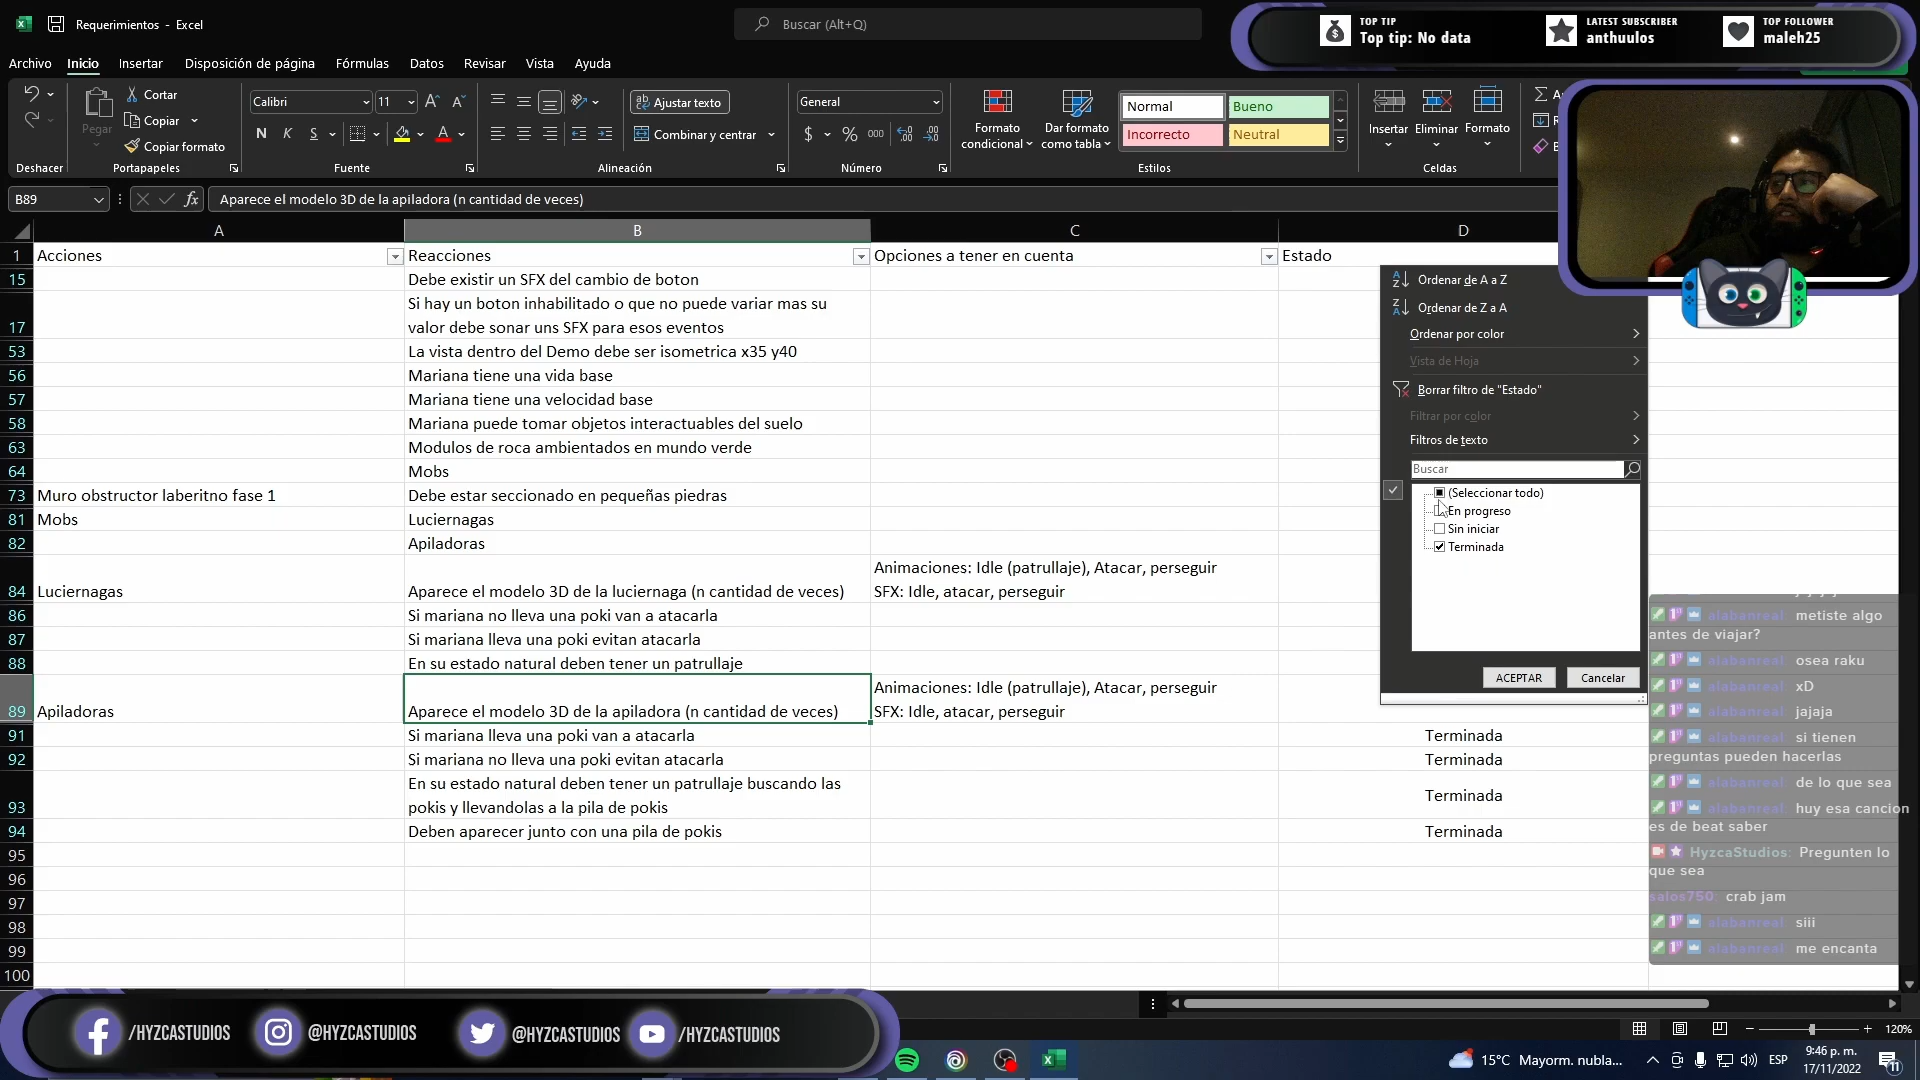 Requerimientos - Excel
Buscar (Alt+Q)
TOP TIP
Top tip: No data
LATEST SUBSCRIBER
anthuulos
TOP FOLLOWER
maleh25
Archivo Inicio Insertar Disposición de página Fórmulas Datos Revisar Vista Ayuda
Pegar
Cortar
Copiar
Copiar formato
Calibri 11
N K S
Ajustar texto
Combinar y centrar
General
$ % 000
Formato condicional
Dar formato como tabla
Normal Bueno
Incorrecto Neutral
Insertar Eliminar Formato
Deshacer Portapapeles Fuente Alineación Número Estilos Celdas
B89
fx Aparece el modelo 3D de la apiladora (n cantidad de veces)
A B C D
1 Acciones Reacciones Opciones a tener en cuenta Estado
15 Debe existir un SFX del cambio de boton
Si hay un boton inhabilitado o que no puede variar mas su
17 valor debe sonar uns SFX para esos eventos
53 La vista dentro del Demo debe ser isometrica x35 y40
56 Mariana tiene una vida base
57 Mariana tiene una velocidad base
58 Mariana puede tomar objetos interactuables del suelo
63 Modulos de roca ambientados en mundo verde
64 Mobs
73 Muro obstructor laberitno fase 1 Debe estar seccionado en pequeñas piedras
81 Mobs Luciernagas
82 Apiladoras
Animaciones: Idle (patrullaje), Atacar, perseguir
84 Luciernagas Aparece el modelo 3D de la luciernaga (n cantidad de veces) SFX: Idle, atacar, perseguir
86 Si mariana no lleva una poki van a atacarla
87 Si mariana lleva una poki evitan atacarla
88 En su estado natural deben tener un patrullaje
Animaciones: Idle (patrullaje), Atacar, perseguir
89 Apiladoras Aparece el modelo 3D de la apiladora (n cantidad de veces) SFX: Idle, atacar, perseguir
91 Si mariana lleva una poki van a atacarla Terminada
92 Si mariana no lleva una poki evitan atacarla Terminada
En su estado natural deben tener un patrullaje buscando las
93 pokis y llevandolas a la pila de pokis Terminada
94 Deben aparecer junto con una pila de pokis Terminada
95
96
97
98
99
100
Ordenar de A a Z
Ordenar de Z a A
Ordenar por color
Vista de Hoja
Borrar filtro de "Estado"
Filtrar por color
Filtros de texto
Buscar
(Seleccionar todo)
En progreso
Sin iniciar
Terminada
ACEPTAR Cancelar
alabanreal: metiste algo
antes de viajar?
alabanreal: osea raku
alabanreal: xD
alabanreal: jajaja
alabanreal: si tienen
preguntas pueden hacerlas
alabanreal: de lo que sea
alabanreal: huy esa cancion
es de beat saber
HyzcaStudios: Pregunten lo
que sea
salos750: crab jam
alabanreal: siii
alabanreal: me encanta
/HYZCASTUDIOS
@HYZCASTUDIOS
@HYZCASTUDIOS
/HYZCASTUDIOS
120%
15°C Mayorm. nubla...
ESP
9:46 p. m.
17/11/2022
11